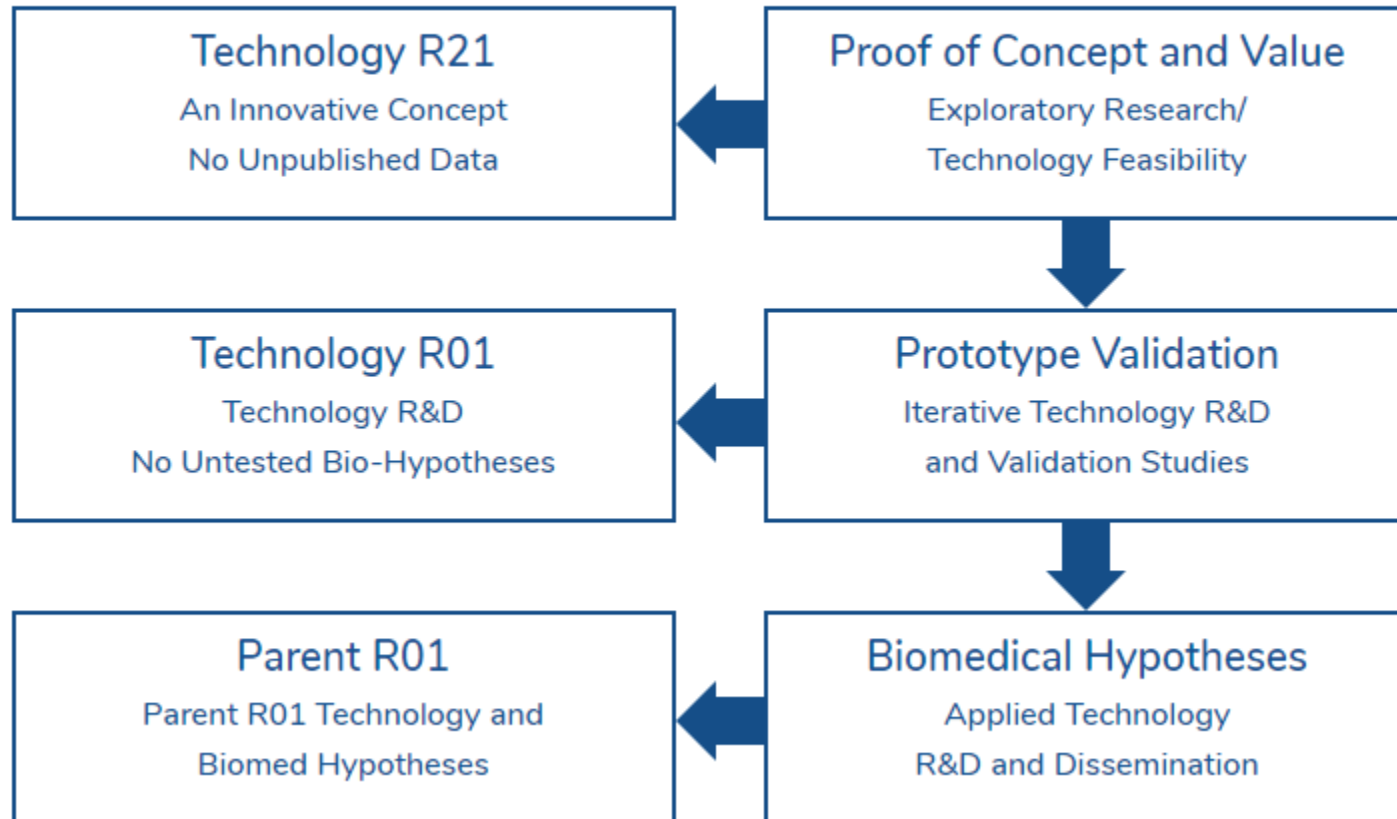 Technology R21
An Innovative Concept
No Unpublished Data
Proof of Concept and Value
Exploratory Research/
Technology Feasibility
Technology R01
Technology R&D
No Untested Bio-Hypotheses
Prototype Validation
Iterative Technology R&D
and Validation Studies
Parent R01
Parent R01 Technology and
Biomed Hypotheses
Biomedical Hypotheses
Applied Technology
R&D and Dissemination